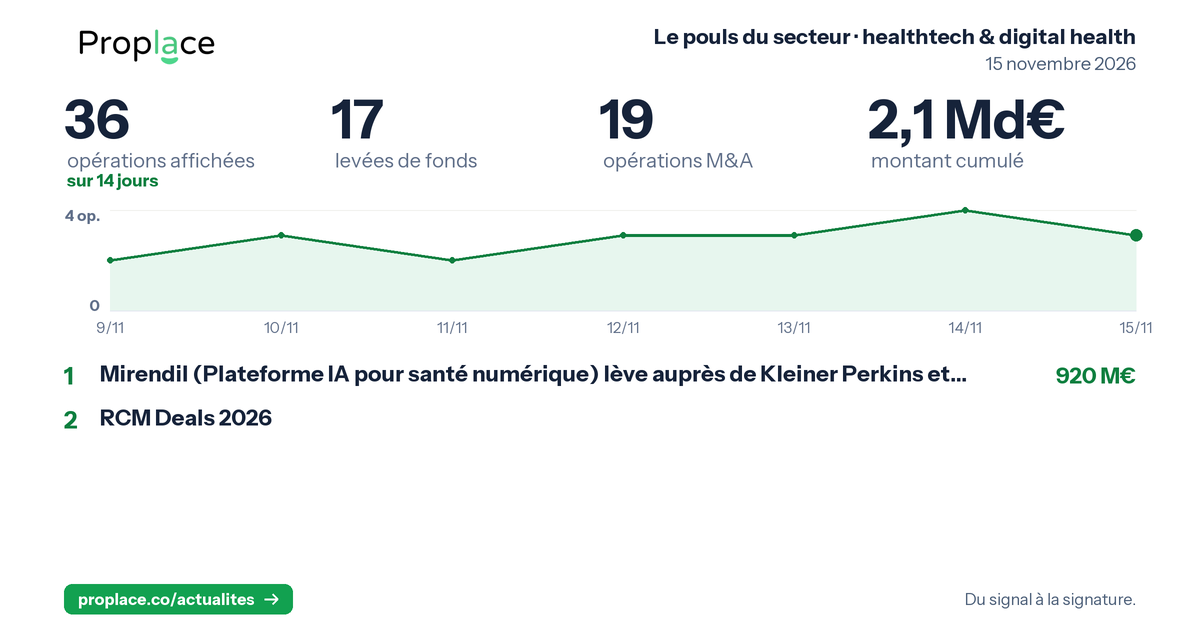 Proplace
Le pouls du secteur · healthtech & digital health
15 novembre 2026
36
opérations affichées
sur 14 jours
17
levées de fonds
19
opérations M&A
2,1 Md€
montant cumulé
4 op.
0
9/11
10/11
11/11
12/11
13/11
14/11
15/11
1 Mirendil (Plateforme IA pour santé numérique) lève auprès de Kleiner Perkins et... 920 M€
2 RCM Deals 2026
proplace.co/actualites →
Du signal à la signature.